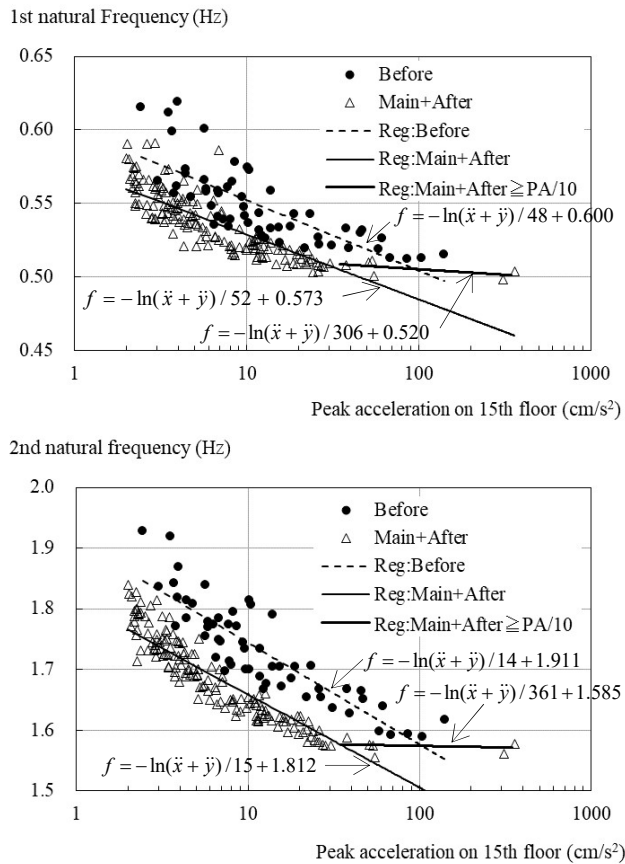 1st natural Frequency (Hz)
0.65
0.60
0.55
0.50
0.45
Before
Main+After
Reg:Before
Reg:Main+After
Reg:Main+After≧PA/10
f = −ln(ẍ + ÿ) / 48 + 0.600
f = −ln(ẍ + ÿ) / 52 + 0.573
f = −ln(ẍ + ÿ) / 306 + 0.520
1 10 100 1000
Peak acceleration on 15th floor (cm/s²)
2nd natural frequency (Hz)
2.0
1.9
1.8
1.7
1.6
1.5
Before
Main+After
Reg:Before
Reg:Main+After
Reg:Main+After≧PA/10
f = −ln(ẍ + ÿ) / 14 + 1.911
f = −ln(ẍ + ÿ) / 361 + 1.585
f = −ln(ẍ + ÿ) / 15 + 1.812
1 10 100 1000
Peak acceleration on 15th floor (cm/s²)